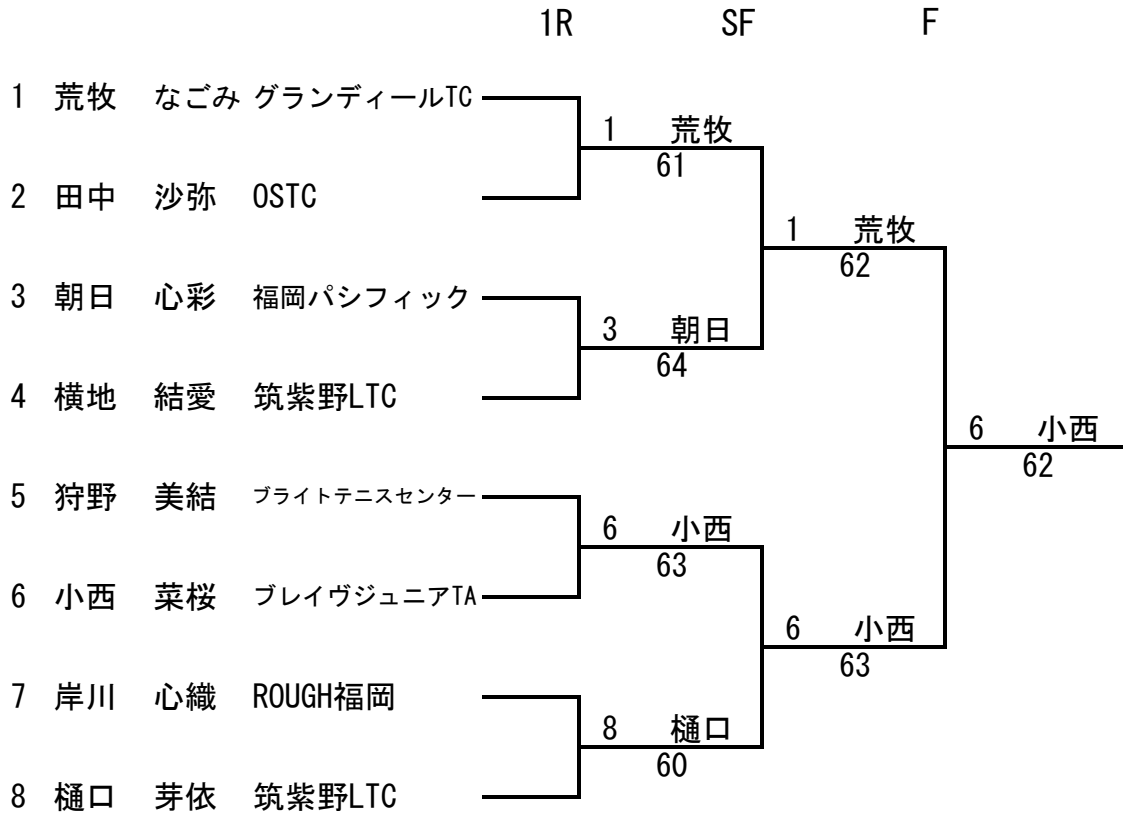 1R SF F
1 荒牧 なごみ グランディールTC
1 荒牧
61
2 田中 沙弥 OSTC
1 荒牧
62
3 朝日 心彩 福岡パシフィック
3 朝日
64
4 横地 結愛 筑紫野LTC
6 小西
62
5 狩野 美結 ブライトテニスセンター
6 小西
63
6 小西 菜桜 ブレイヴジュニアTA
6 小西
63
7 岸川 心織 ROUGH福岡
8 樋口
60
8 樋口 芽依 筑紫野LTC